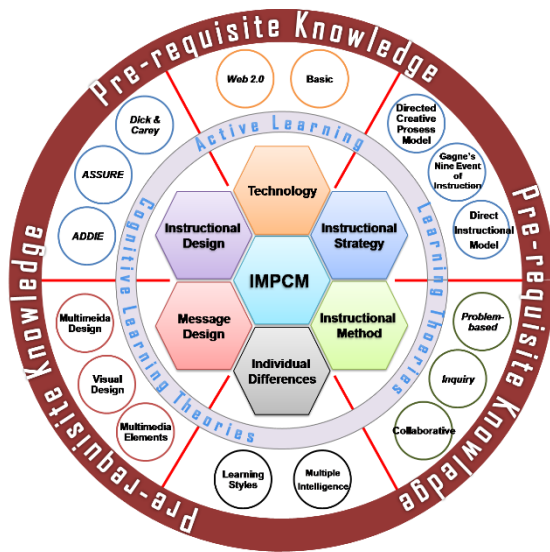 Pre-requisite Knowledge
Web 2.0
Basic
Dick &
Carey
ASSURE
ADDIE
Directed
Creative
Prosess Model
Gagne's
Nine Event of
Instruction
Direct
Instructional
Model
Active Learning
Learning Thoeries
Cognitive Learning Theories
Technology
Instructional
Design
Instructional
Strategy
IMPCM
Message
Design
Instructional
Method
Individual
Differences
Multimeida
Design
Visual
Design
Multimedia
Elements
Problem-
based
Inquiry
Collaborative
Learning
Styles
Multiple
Intelligence
Pre-requisite Knowledge
Pre-requisite Knowledge